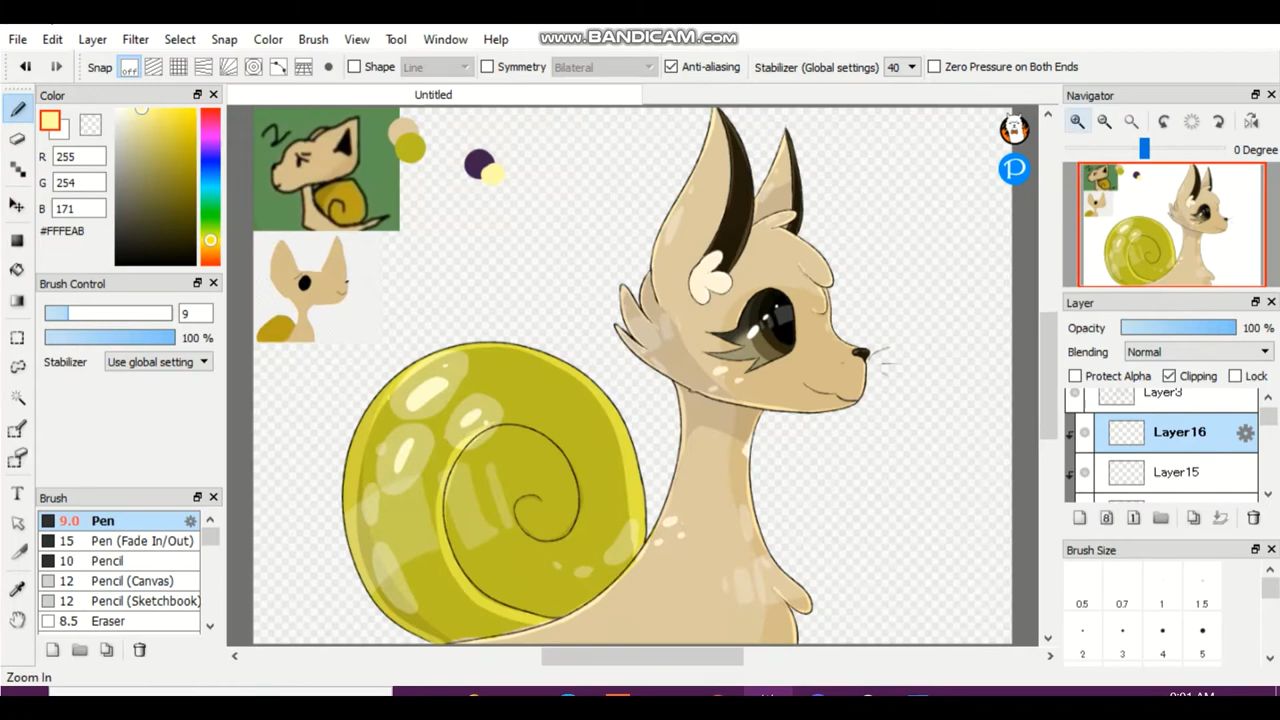 File Edit Layer Filter Select Snap Color Brush View Tool Window Help www.BANDICAM.com
Snap off Shape Line Symmetry Bilateral Anti-aliasing Stabilizer (Global settings) 40 Zero Pressure on Both Ends
Color
Untitled
Navigator
R 255
G 254
B 171
#FFFEAB
0 Degree
2
P
Brush Control
9
100 %
Stabilizer Use global setting
Layer
Opacity 100 %
Blending Normal
Protect Alpha Clipping Lock
Layer3
Layer16
Layer15
Brush
9.0 Pen
15 Pen (Fade In/Out)
10 Pencil
12 Pencil (Canvas)
12 Pencil (Sketchbook)
8.5 Eraser
T
8 1
Brush Size
0.5 0.7 1 1.5
2 3 4 5
Zoom In